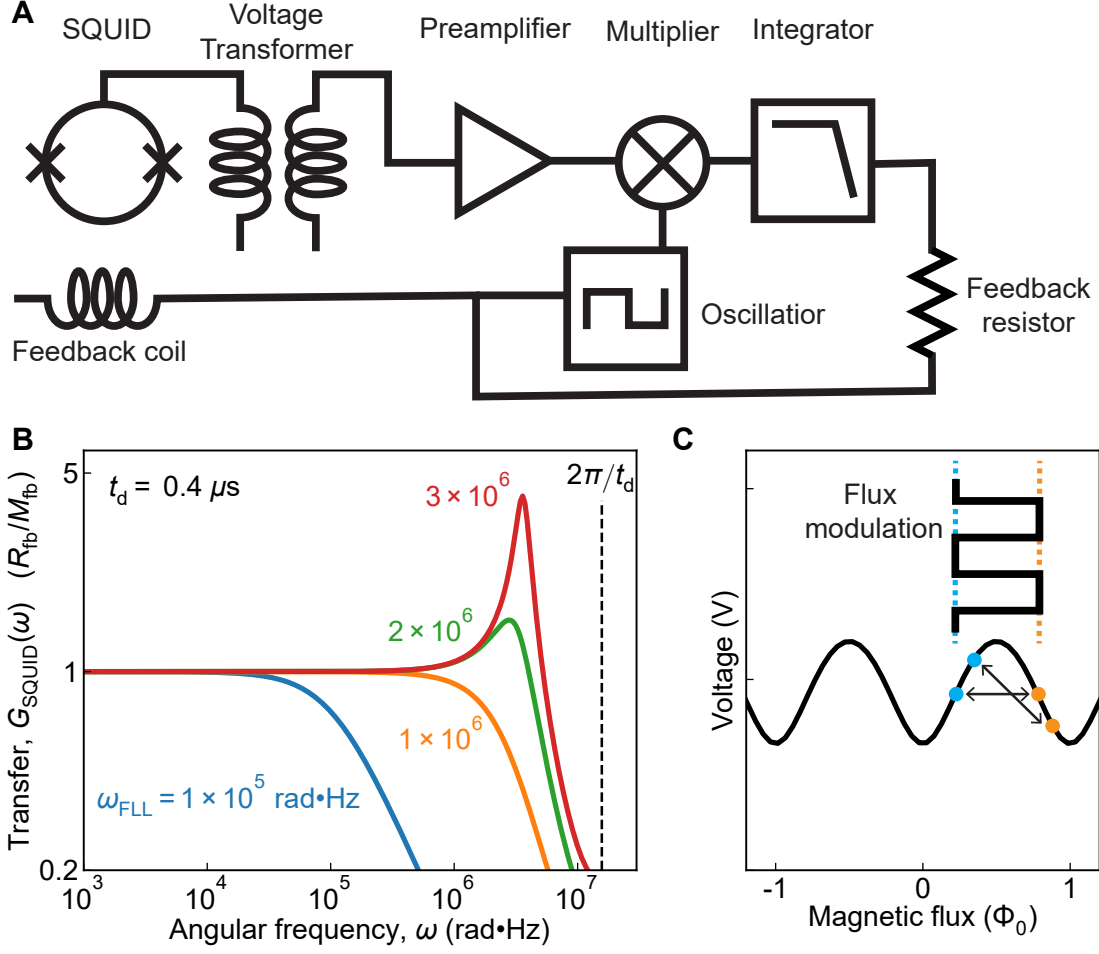 A
SQUID
Voltage
Transformer
Preamplifier
Multiplier
Integrator
Feedback coil
Oscillatior
Feedback
resistor
B
Transfer, G_SQUID(ω) (R_fb/M_fb)
5
1
0.2
t_d = 0.4 μs
2π/t_d
3 × 10^6
2 × 10^6
1 × 10^6
ω_FLL = 1 × 10^5 rad•Hz
10^3
10^4
10^5
10^6
10^7
Angular frequency, ω (rad•Hz)
C
Flux
modulation
Voltage (V)
-1
0
1
Magnetic flux (Φ_0)